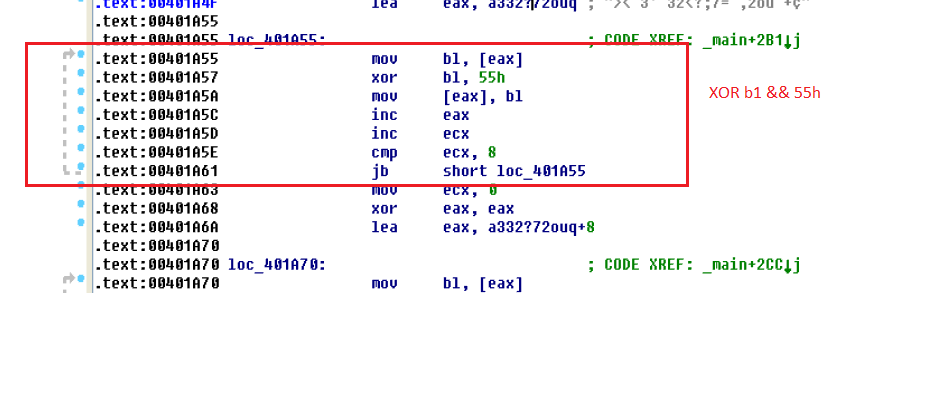 .text:00401A4F lea eax, a332?72ouq ;
.text:00401A55
.text:00401A55 loc_401A55: ; CODE XREF: _main+2B1↓j
.text:00401A55 mov bl, [eax]
.text:00401A57 xor bl, 55h
XOR b1 && 55h
.text:00401A5A mov [eax], bl
.text:00401A5C inc eax
.text:00401A5D inc ecx
.text:00401A5E cmp ecx, 8
.text:00401A61 jb short loc_401A55
.text:00401A63 mov ecx, 0
.text:00401A68 xor eax, eax
.text:00401A6A lea eax, a332?72ouq+8
.text:00401A70
.text:00401A70 loc_401A70: ; CODE XREF: _main+2CC↓j
.text:00401A70 mov bl, [eax]